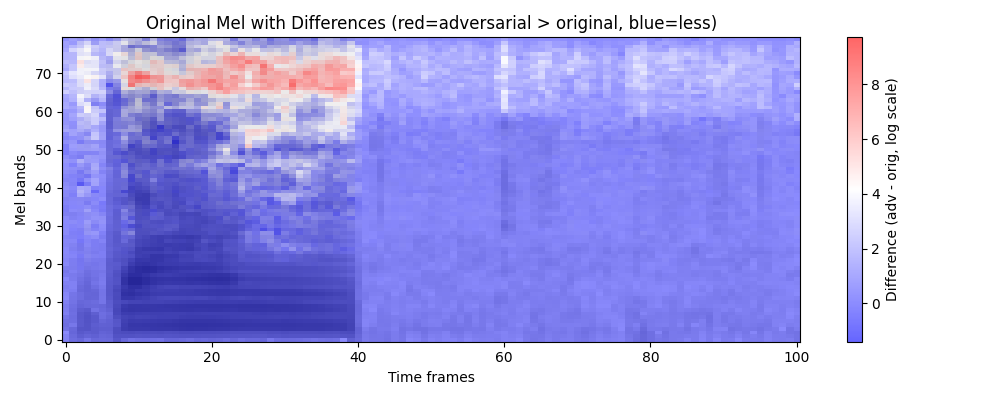 Original Mel with Differences (red=adversarial > original, blue=less)
Mel bands
70
60
50
40
30
20
10
0
0 20 40 60 80 100
Time frames
8
6
4
2
0
Difference (adv - orig, log scale)